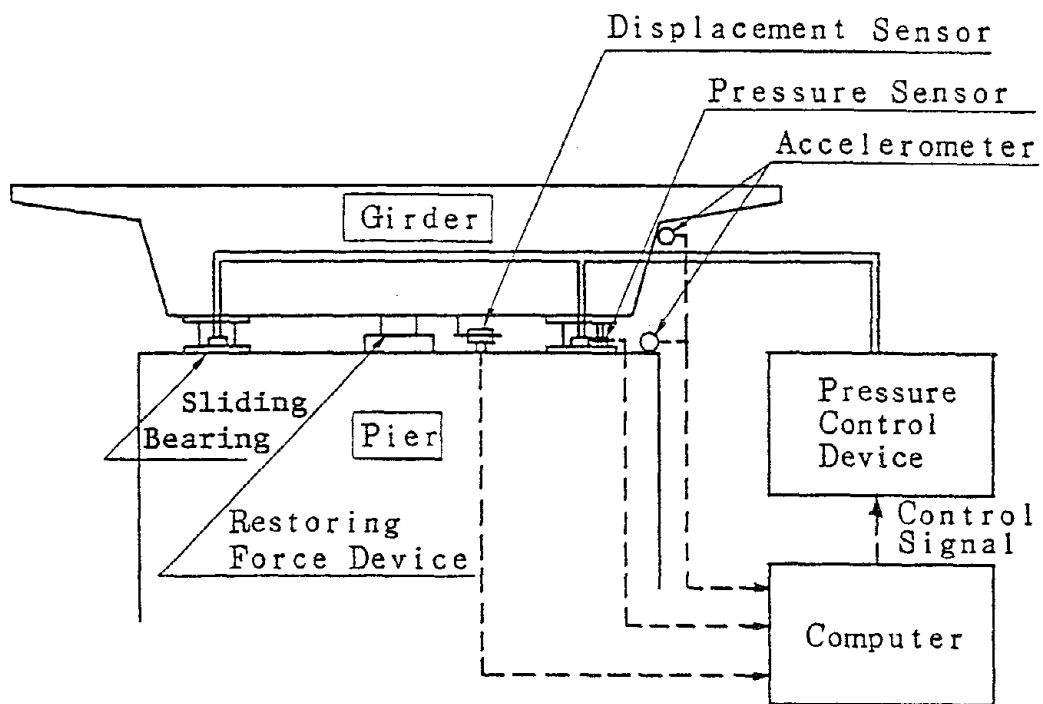 Displacement Sensor
Pressure Sensor
Accelerometer
Girder
Sliding
Bearing
Pier
Restoring
Force Device
Pressure
Control
Device
Control
Signal
Computer